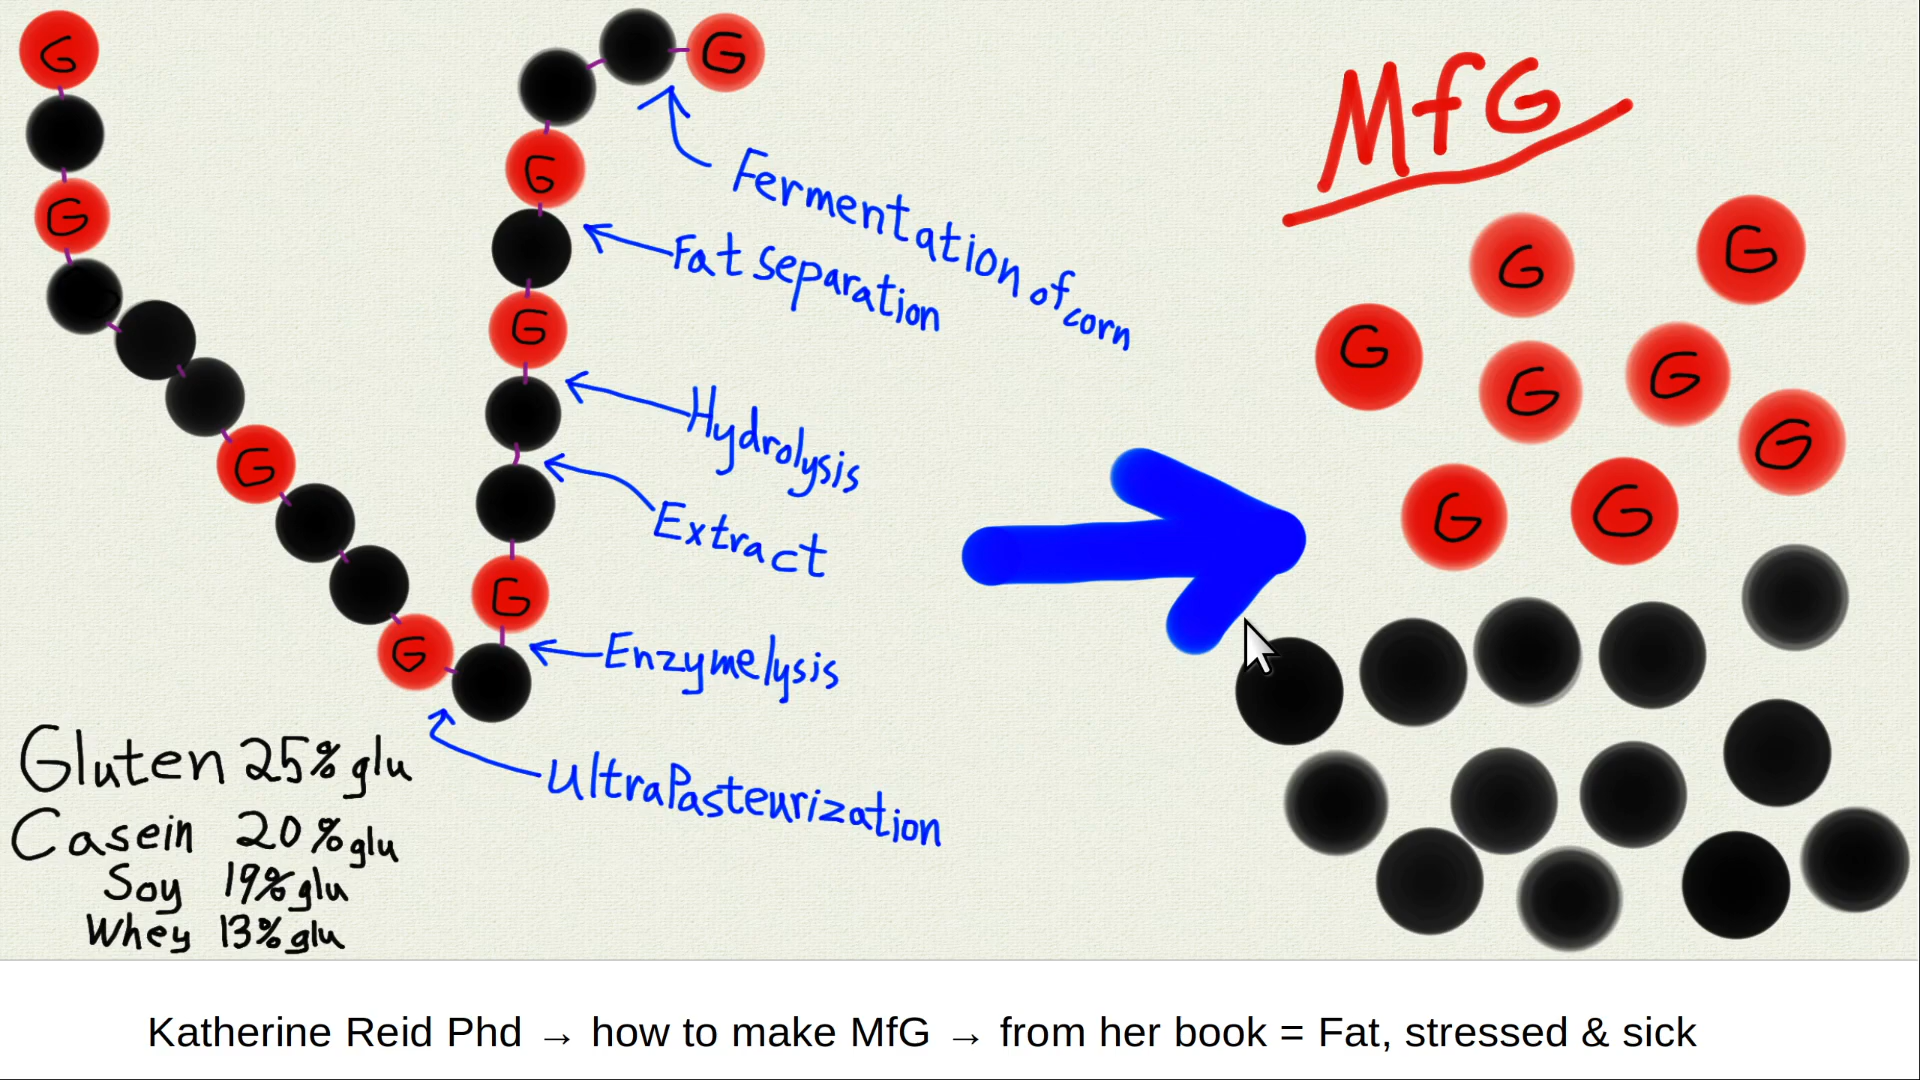 G
G
G
G
G
G
G
G
Fermentation of corn
Fat separation
Hydrolysis
Extract
Enzymelysis
UltraPasteurization
Gluten 25% glu
Casein 20% glu
Soy 19% glu
Whey 13% glu
MfG
G
G
G
G
G
G
G
G
Katherine Reid Phd → how to make MfG → from her book = Fat, stressed & sick